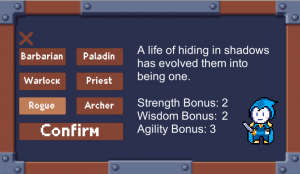 Barbarian Paladin
Warlock Priest
Rogue Archer
Confirm
A life of hiding in shadows
has evolved them into
being one.
Strength Bonus: 2
Wisdom Bonus: 2
Agility Bonus: 3